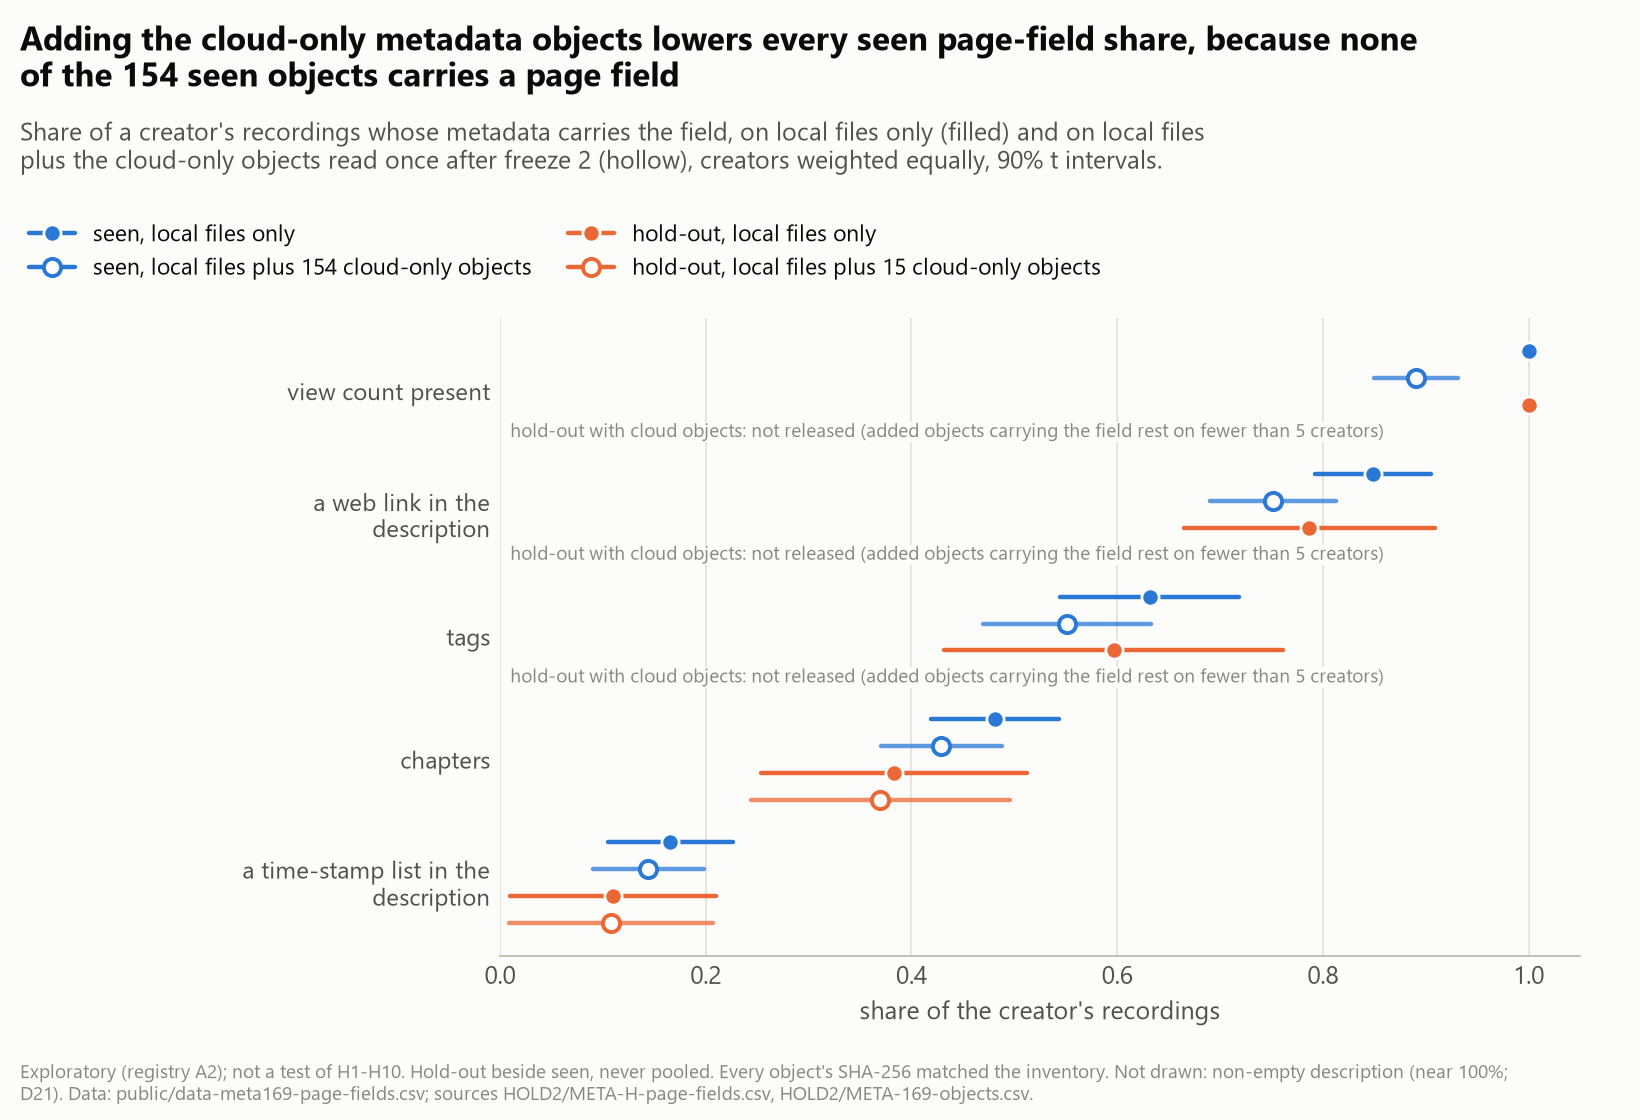 Adding the cloud-only metadata objects lowers every seen page-field share, because none
of the 154 seen objects carries a page field
Share of a creator's recordings whose metadata carries the field, on local files only (filled) and on local files
plus the cloud-only objects read once after freeze 2 (hollow), creators weighted equally, 90% t intervals.
seen, local files only
seen, local files plus 154 cloud-only objects
hold-out, local files only
hold-out, local files plus 15 cloud-only objects
view count present
hold-out with cloud objects: not released (added objects carrying the field rest on fewer than 5 creators)
a web link in the
description
hold-out with cloud objects: not released (added objects carrying the field rest on fewer than 5 creators)
tags
hold-out with cloud objects: not released (added objects carrying the field rest on fewer than 5 creators)
chapters
a time-stamp list in the
description
0.0 0.2 0.4 0.6 0.8 1.0
share of the creator's recordings
Exploratory (registry A2); not a test of H1-H10. Hold-out beside seen, never pooled. Every object's SHA-256 matched the inventory. Not drawn: non-empty description (near 100%;
D21). Data: public/data-meta169-page-fields.csv; sources HOLD2/META-H-page-fields.csv, HOLD2/META-169-objects.csv.